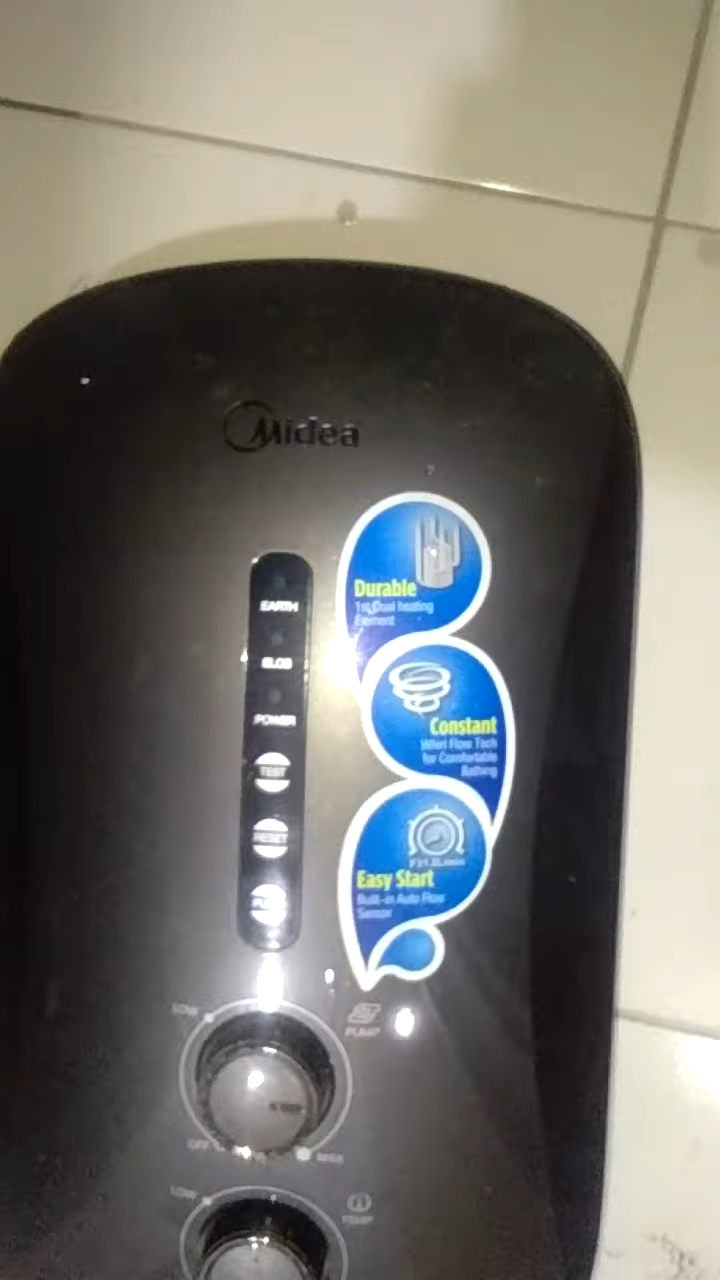 Midea
EARTH
ELCB
POWER
TEST
RESET
Durable
1st Dual heating
Element
Constant
Whirl Flow Tech
for Comfortable
Bathing
Easy Start
Built-in Auto Flow
Sensor
LOW
PUMP
OFF
MAX
LOW